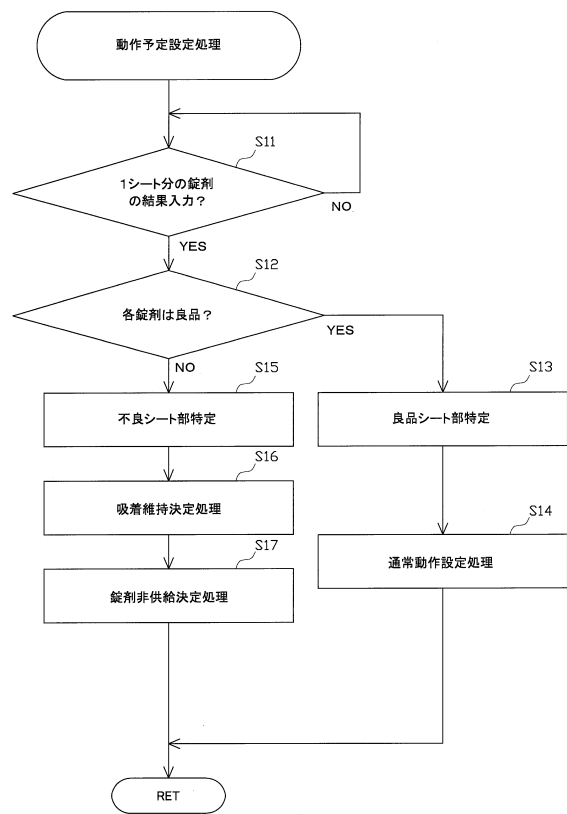 動作予定設定処理
S11
1シート分の錠剤
の結果入力？
NO
YES
S12
各錠剤は良品？
YES
NO
S15
不良シート部特定
S13
良品シート部特定
S16
吸着維持決定処理
S14
通常動作設定処理
S17
錠剤非供給決定処理
RET